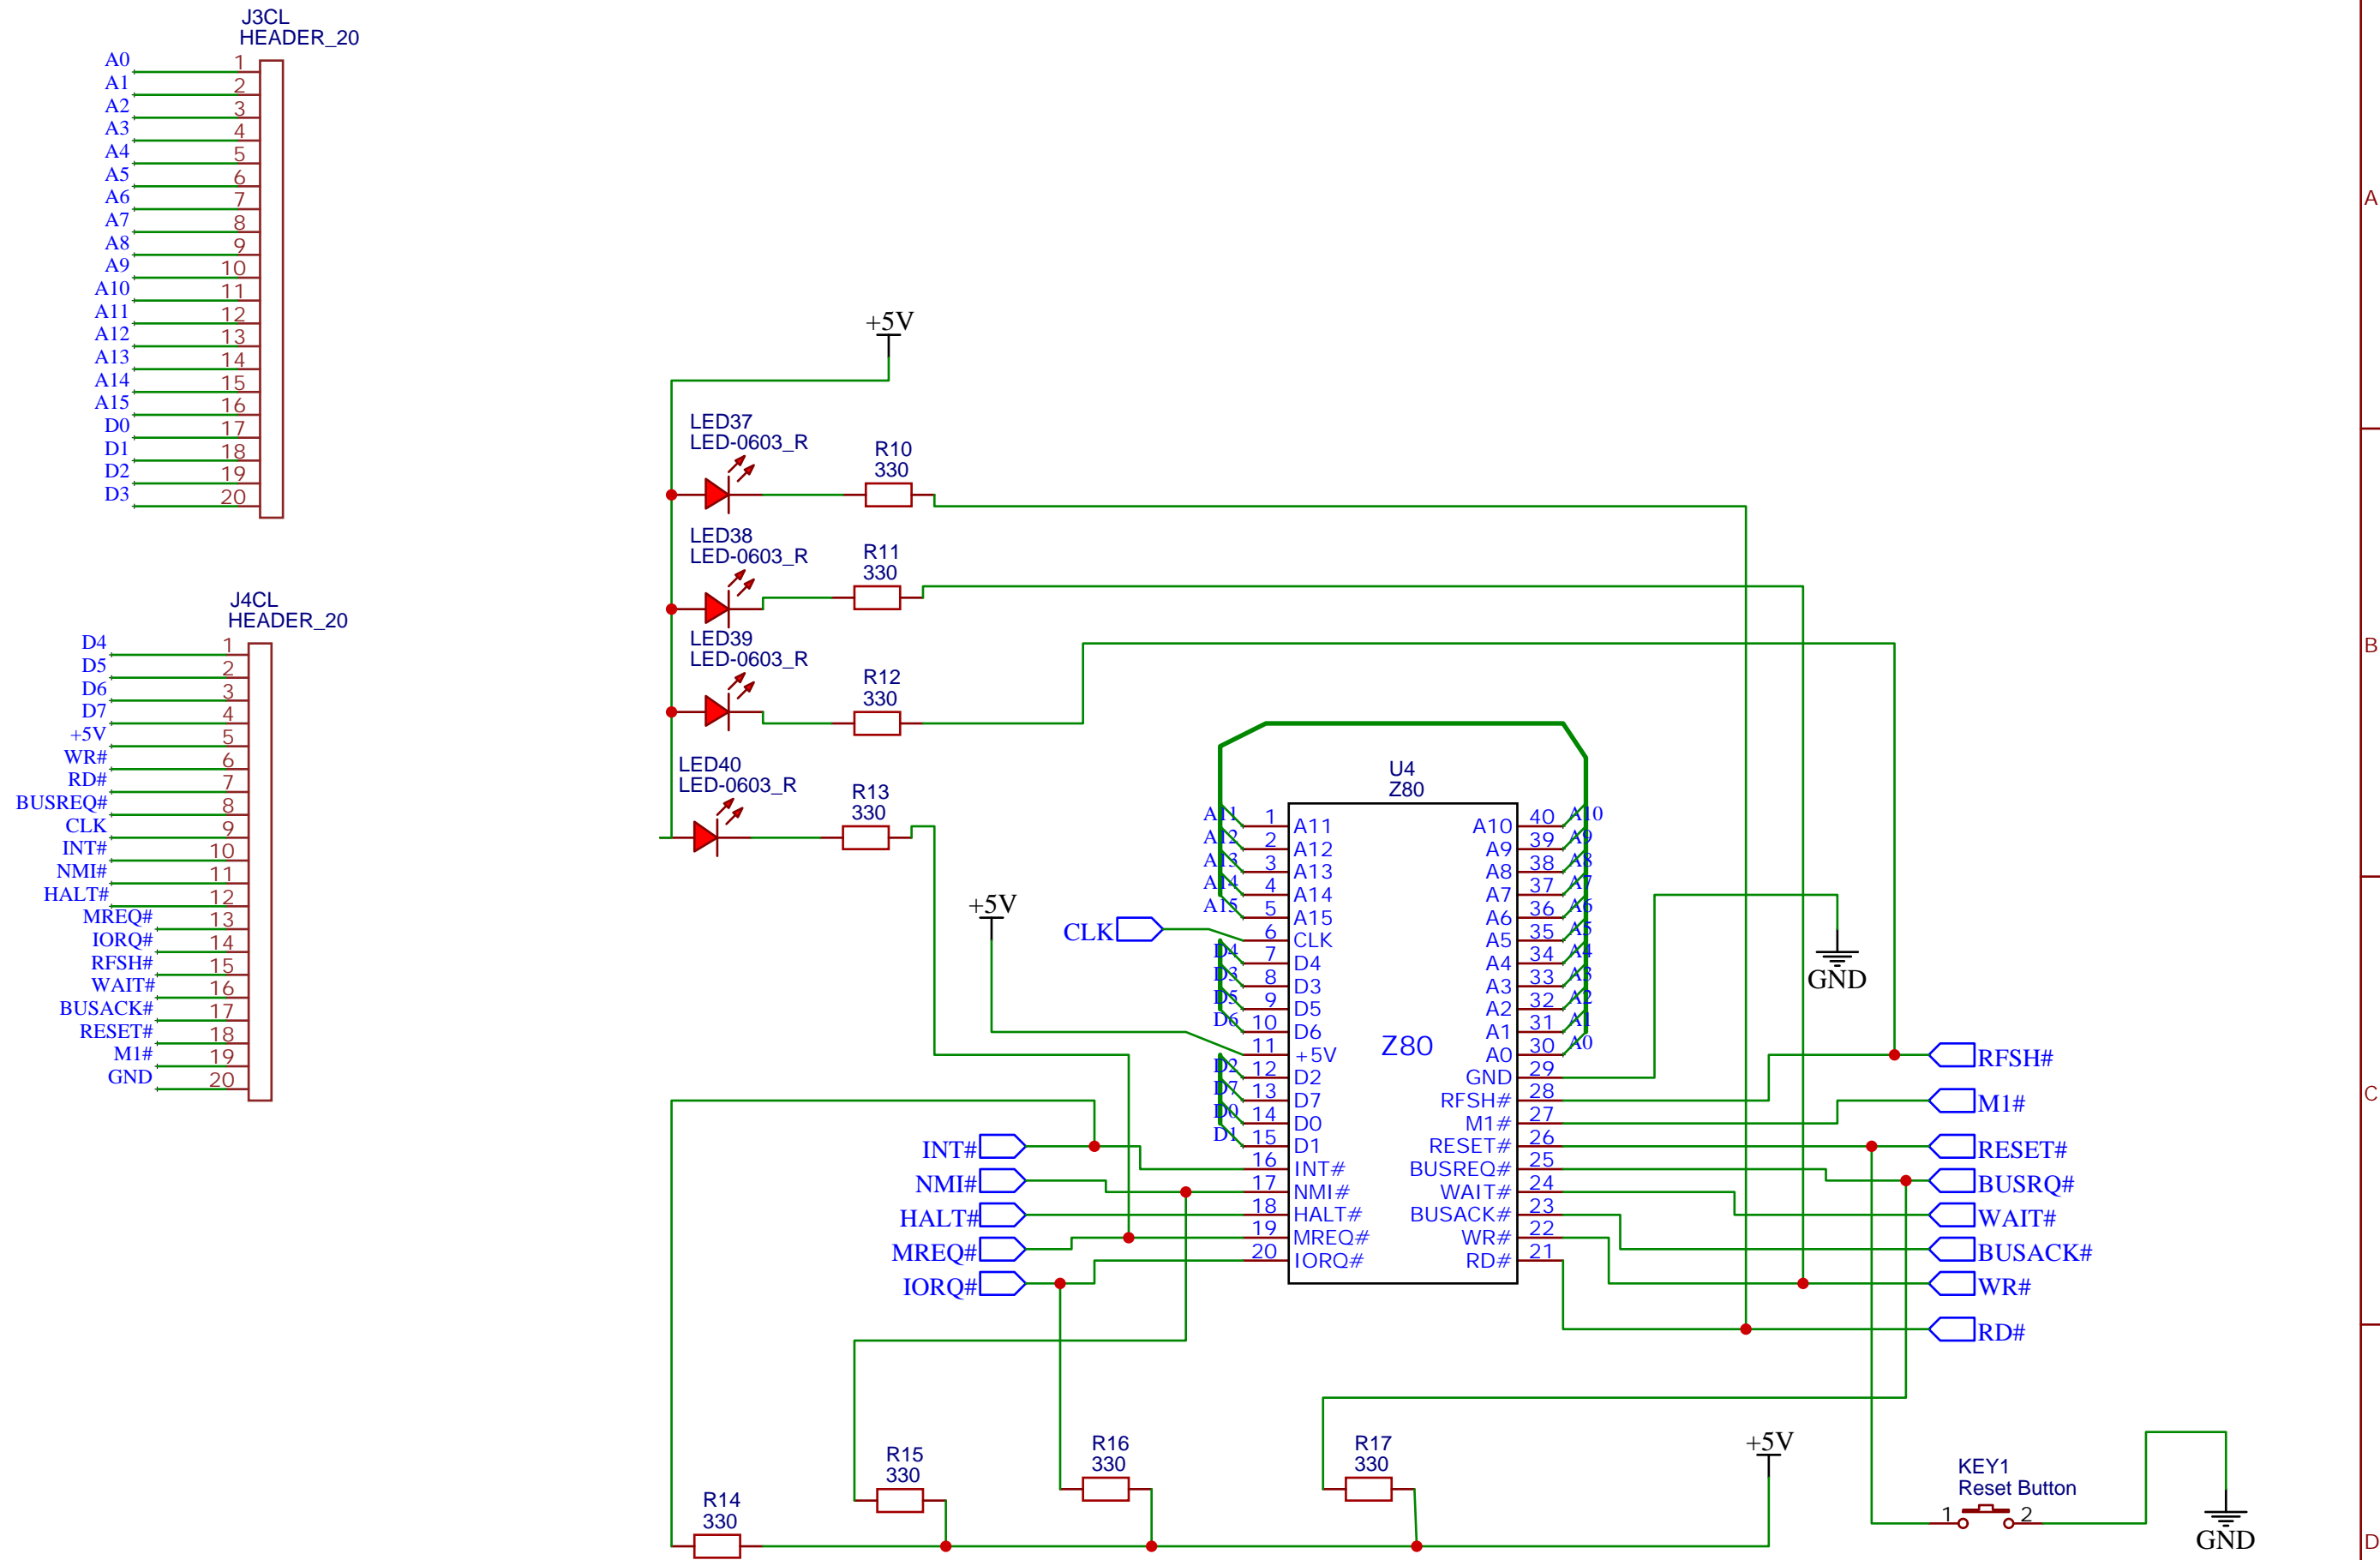 J3CL
HEADER_20
A0 1
A1 2
A2 3
A3 4
A4 5
A5 6
A6 7
A7 8
A8 9
A9 10
A10 11
A11 12
A12 13
A13 14
A14 15
A15 16
D0 17
D1 18
D2 19
D3 20
J4CL
HEADER_20
D4 1
D5 2
D6 3
D7 4
+5V 5
WR# 6
RD# 7
BUSREQ# 8
CLK 9
INT# 10
NMI# 11
HALT# 12
MREQ# 13
IORQ# 14
RFSH# 15
WAIT# 16
BUSACK# 17
RESET# 18
M1# 19
GND 20
+5V
LED37
LED-0603_R
R10
330
LED38
LED-0603_R
R11
330
LED39
LED-0603_R
R12
330
LED40
LED-0603_R
R13
330
+5V
CLK
U4
Z80
A11 1 A11
A12 2 A12
A13 3 A13
A14 4 A14
A15 5 A15
6 CLK
D4 7 D4
D3 8 D3
D5 9 D5
D6 10 D6
11 +5V
D2 12 D2
D7 13 D7
D0 14 D0
D1 15 D1
16 INT#
17 NMI#
18 HALT#
19 MREQ#
20 IORQ#
Z80
A10 40 A10
A9 39 A9
A8 38 A8
A7 37 A7
A6 36 A6
A5 35 A5
A4 34 A4
A3 33 A3
A2 32 A2
A1 31 A1
A0 30 A0
GND 29
RFSH# 28
M1# 27
RESET# 26
BUSREQ# 25
WAIT# 24
BUSACK# 23
WR# 22
RD# 21
INT#
NMI#
HALT#
MREQ#
IORQ#
GND
RFSH#
M1#
RESET#
BUSRQ#
WAIT#
BUSACK#
WR#
RD#
R14
330
R15
330
R16
330
R17
330
+5V
KEY1
Reset Button
1 2
GND
A
B
C
D